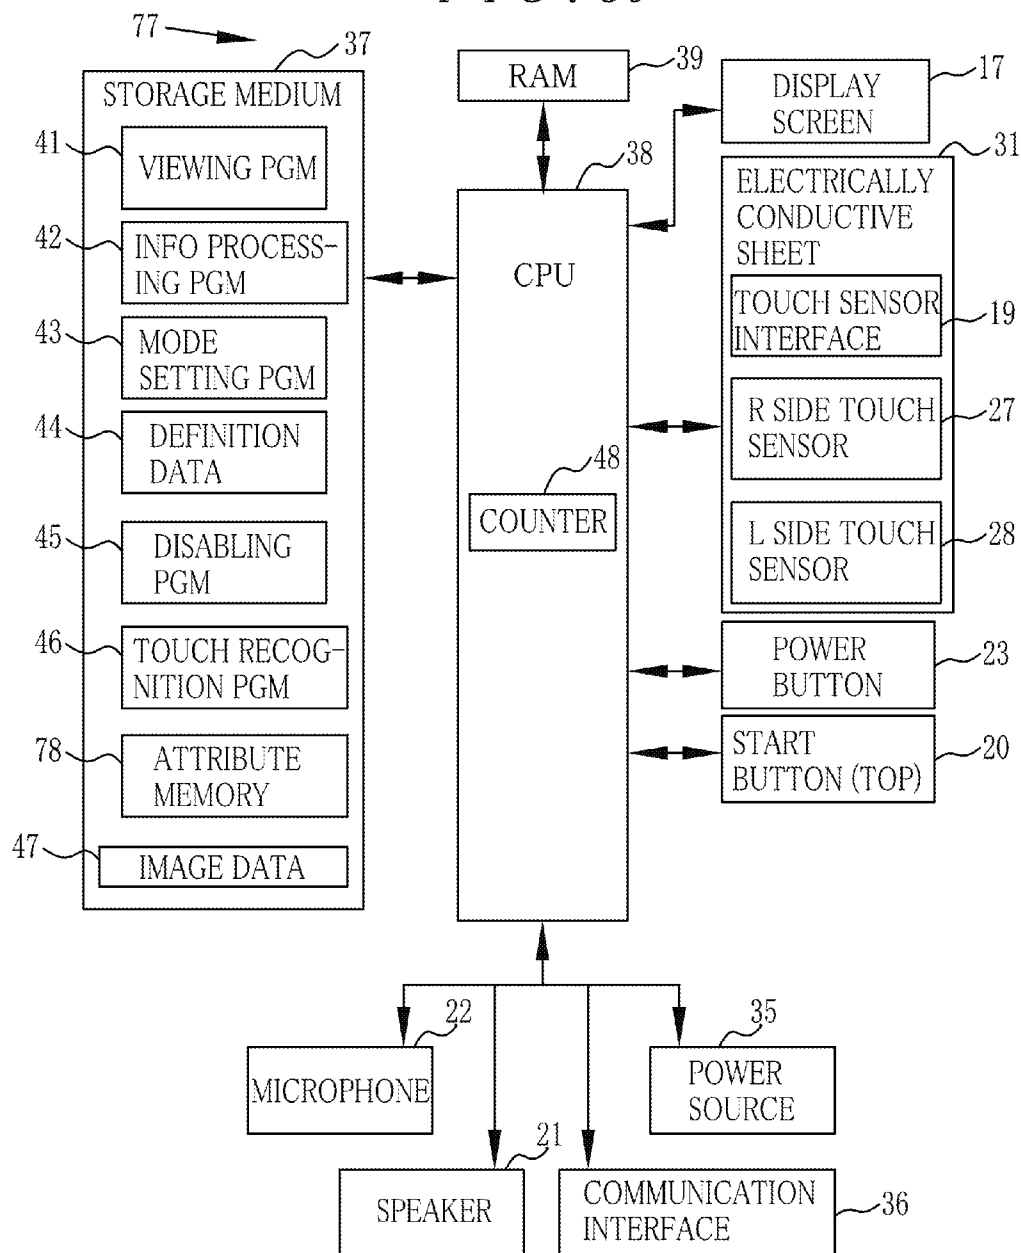 77
37
STORAGE MEDIUM
41
VIEWING PGM
42
INFO PROCESS-
ING PGM
43
MODE
SETTING PGM
44
DEFINITION
DATA
45
DISABLING
PGM
46
TOUCH RECOG-
NITION PGM
78
ATTRIBUTE
MEMORY
47
IMAGE DATA
RAM
39
38
CPU
48
COUNTER
17
DISPLAY
SCREEN
31
ELECTRICALLY
CONDUCTIVE
SHEET
TOUCH SENSOR
INTERFACE
19
R SIDE TOUCH
SENSOR
27
L SIDE TOUCH
SENSOR
28
POWER
BUTTON
23
START
BUTTON (TOP)
20
22
MICROPHONE
35
POWER
SOURCE
21
SPEAKER
COMMUNICATION
INTERFACE
36